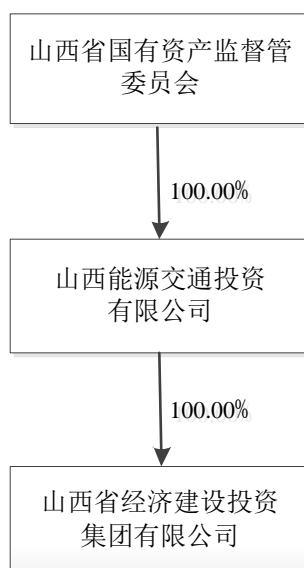 山西省国有资产监督管
委员会
100.00%
山西能源交通投资
有限公司
100.00%
山西省经济建设投资
集团有限公司